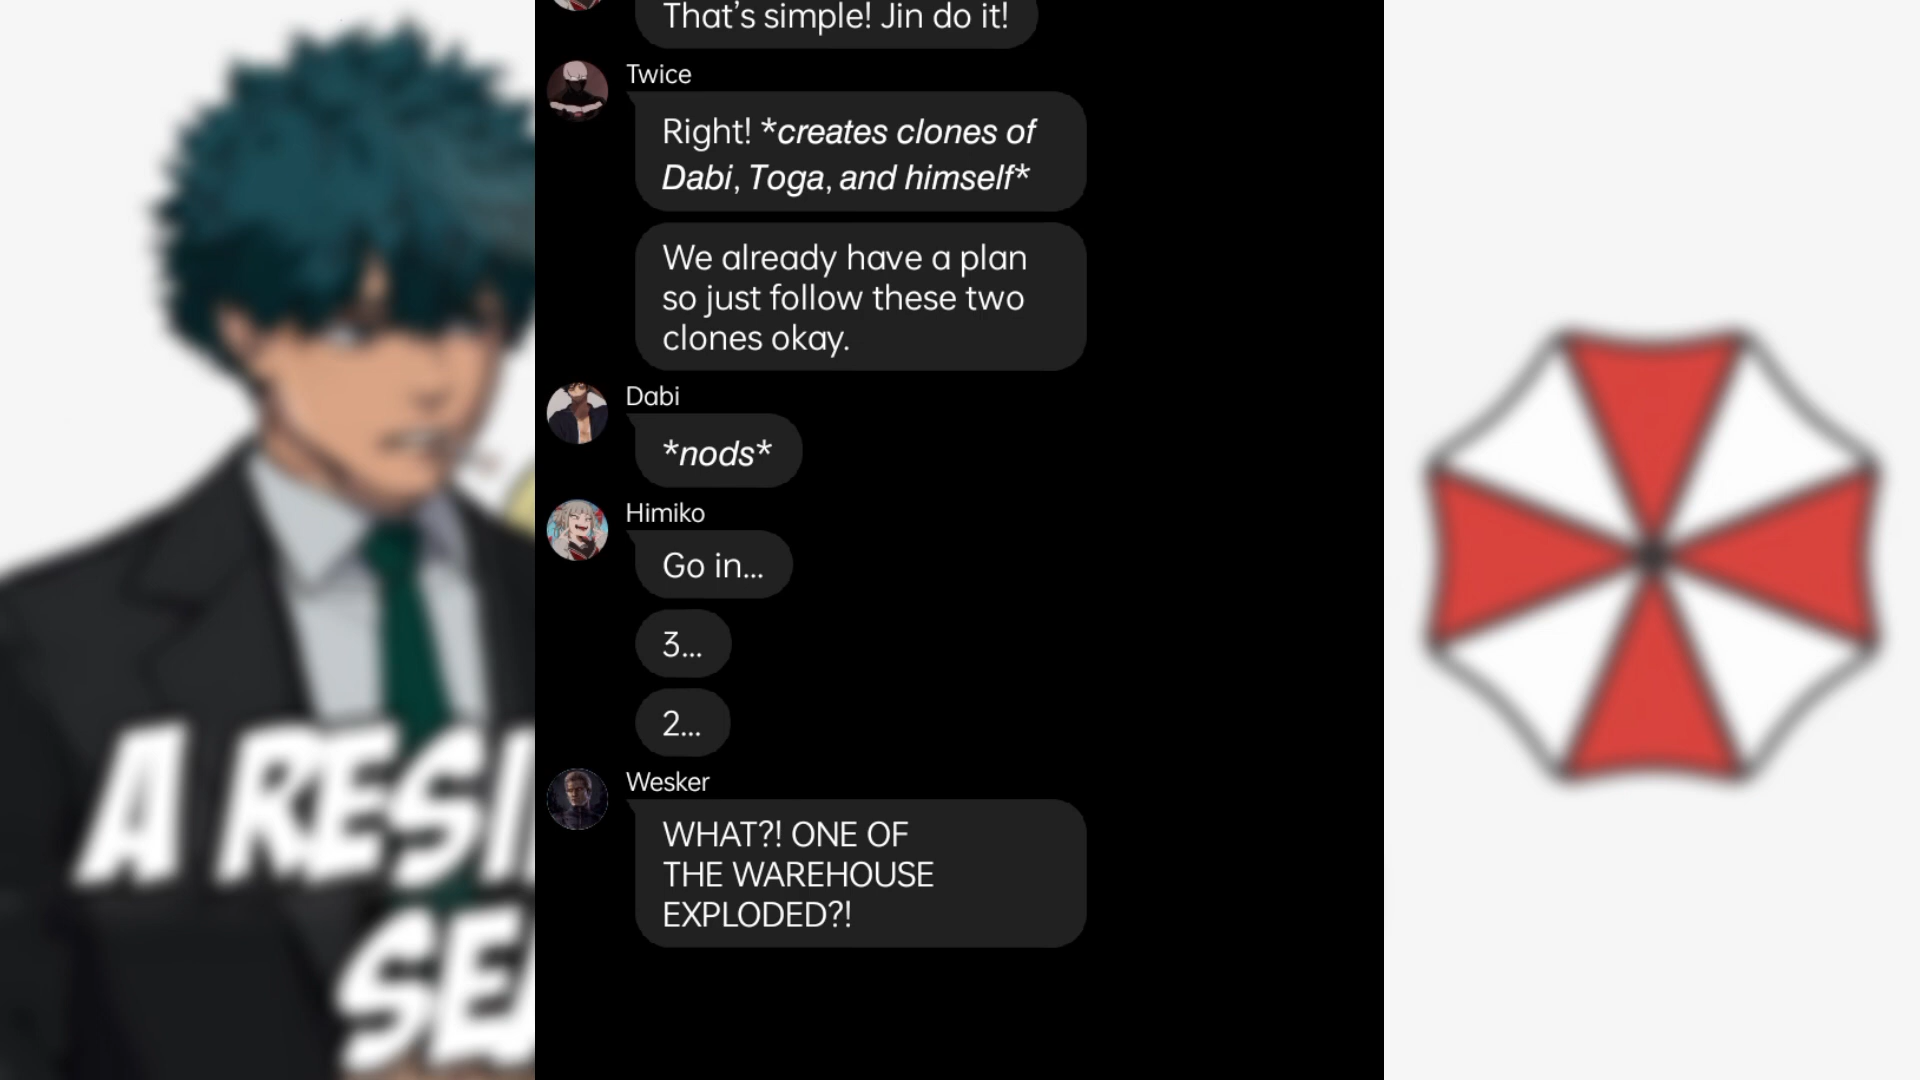 That's simple! Jin do it!
Twice
Right! *creates clones of
Dabi, Toga, and himself*
We already have a plan
so just follow these two
clones okay.
Dabi
*nods*
Himiko
Go in...
3...
2...
Wesker
WHAT?! ONE OF
THE WAREHOUSE
EXPLODED?!
A RESI
SE